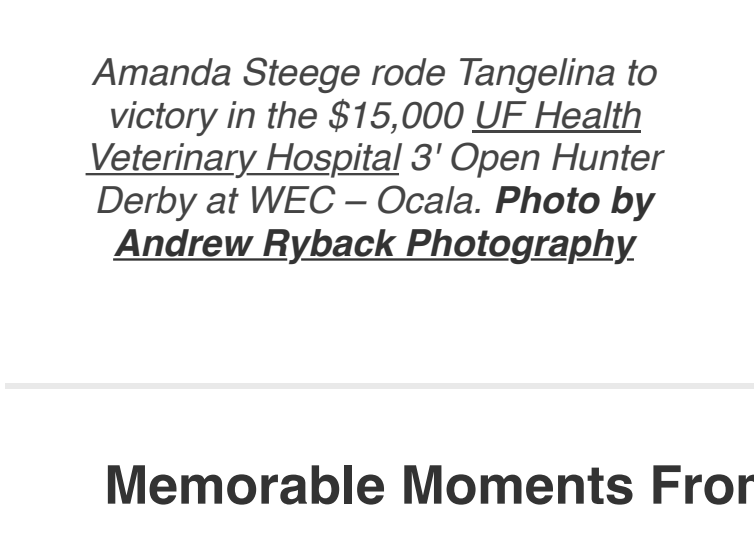 Amanda Steege rode Tangelina to
victory in the $15,000 UF Health
Veterinary Hospital 3' Open Hunter
Derby at WEC – Ocala. Photo by
Andrew Ryback Photography
Memorable Moments